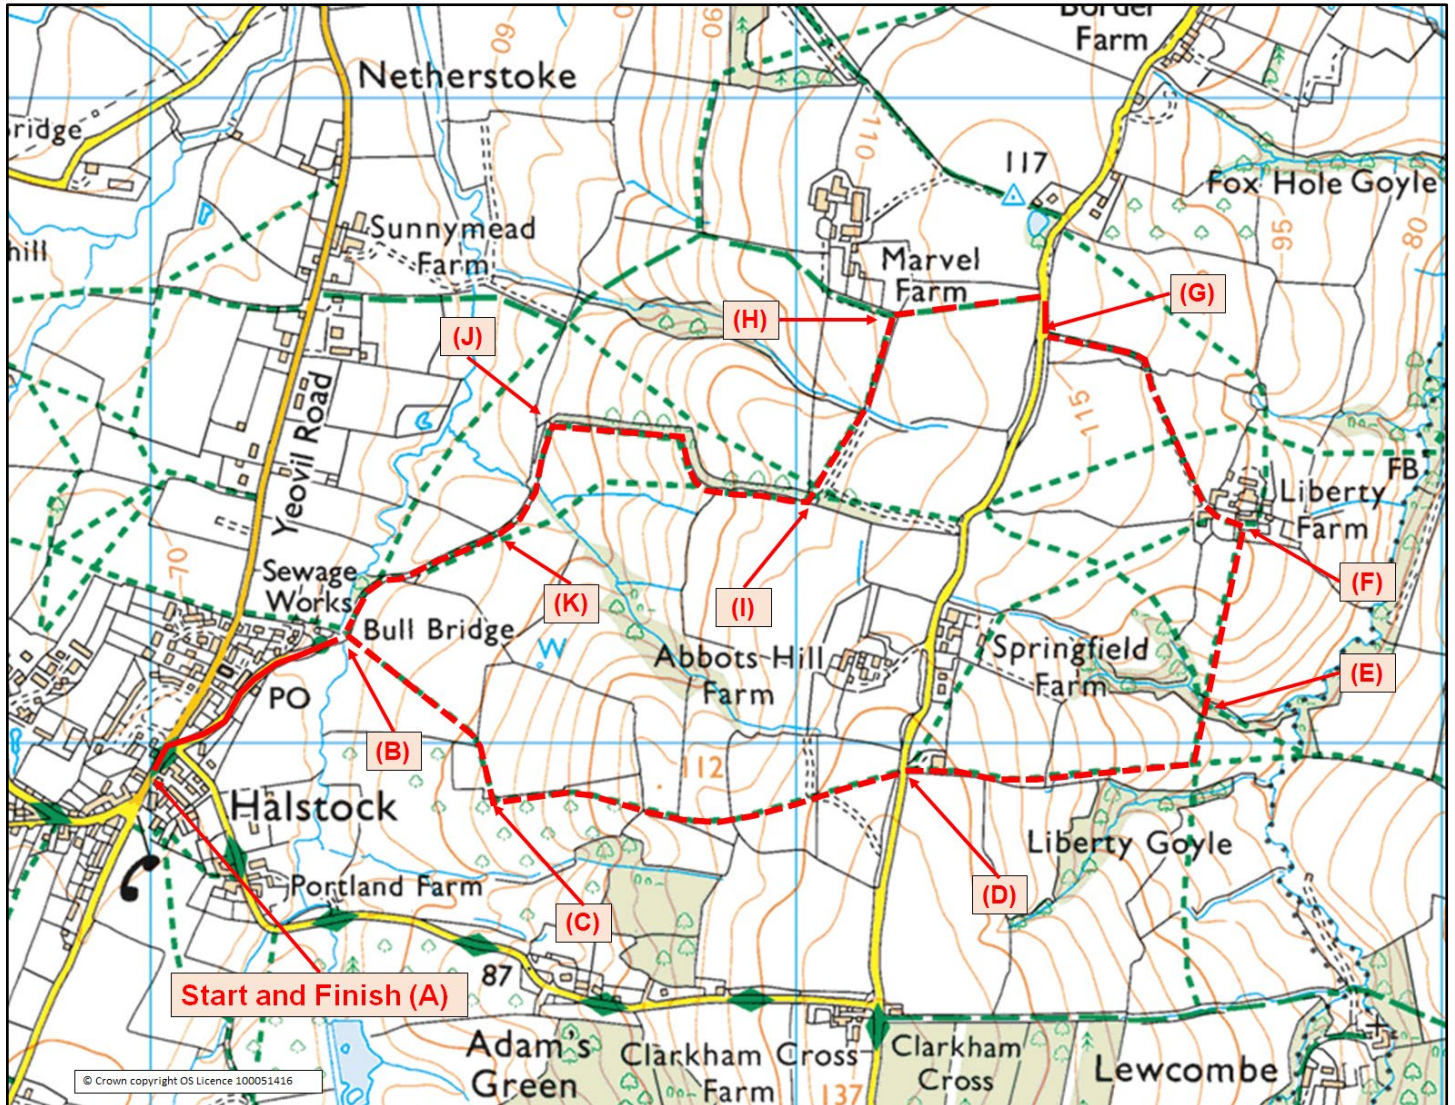 Border
Farm
Netherstoke
60
90
0
ridge
110
117
Fox Hole Goyle
95
80
Sunnymead
Farm
hill
Marvel
Farm
(G)
(H)
(J)
Yeovil Road
115
FB
Liberty
Farm
70
Sewage
Works
(K)
(I)
(F)
Bull Bridge
W
Abbots Hill
Farm
Springfield
Farm
(E)
PO
(B)
112
Halstock
Liberty Goyle
Portland Farm
(D)
(C)
87
Start and Finish (A)
Adam's
Green
Clarkham Cross
Farm
Clarkham
Cross
Lewcombe
137
© Crown copyright OS Licence 100051416